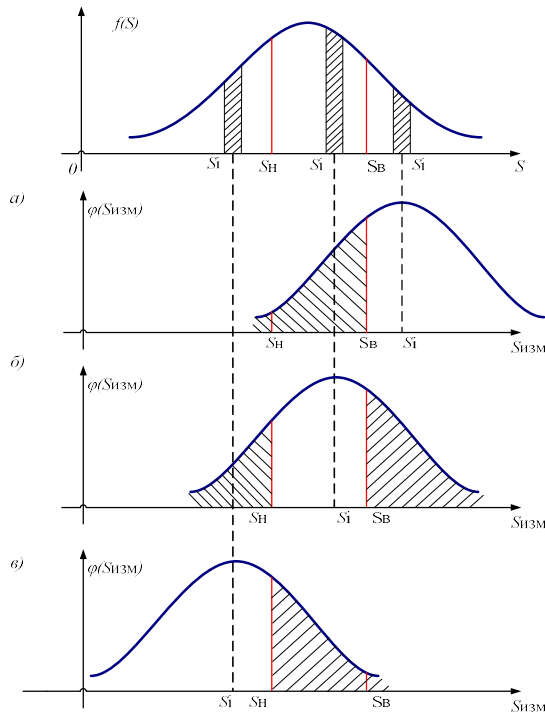 f(S)
0 Si Sн Si Sв Si S
а)
φ(Sизм)
Sн Sв Si Sизм
б)
φ(Sизм)
Sн Si Sв Sизм
в)
φ(Sизм)
Si Sн Sв Sизм